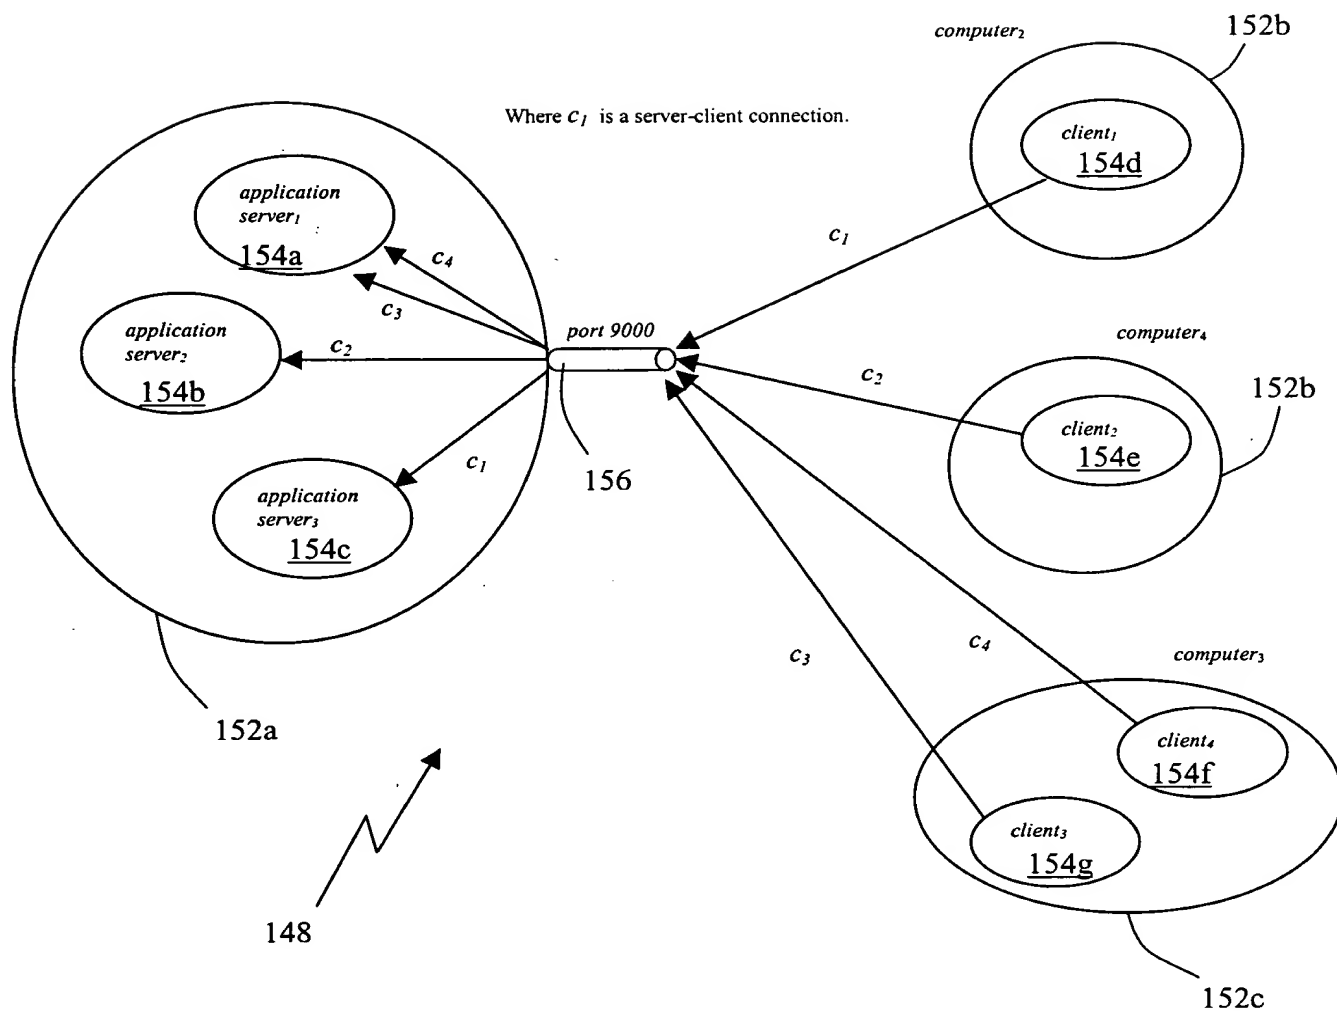 computer₂
152b
Where c₁ is a server-client connection.
client₁
154d
application
server₁
154a
c₁
c₄
c₃
port 9000
computer₄
application
server₂
154b
c₂
c₂
152b
client₂
154e
c₁
156
application
server₃
154c
c₃
c₄
computer₃
152a
client₄
154f
client₃
154g
148
152c